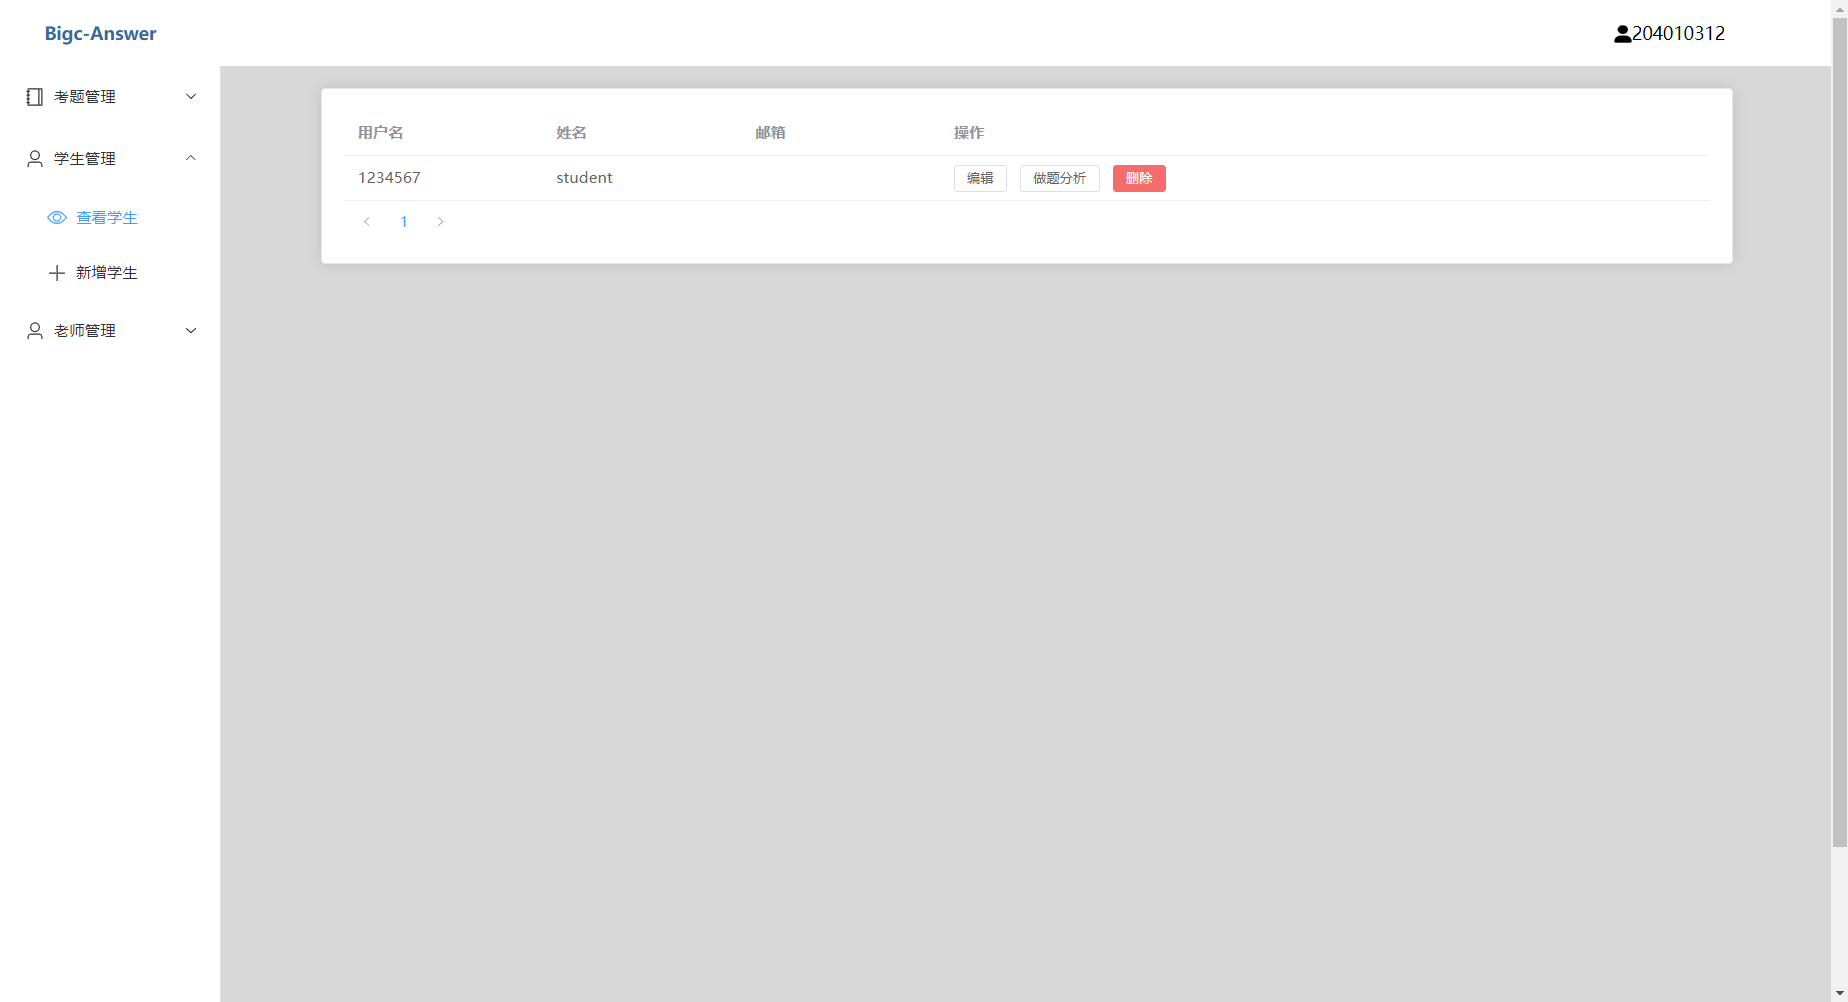 Bigc-Answer
204010312
考题管理
学生管理
查看学生
新增学生
老师管理
用户名 姓名 邮箱 操作
1234567 student 编辑 做题分析 删除
1